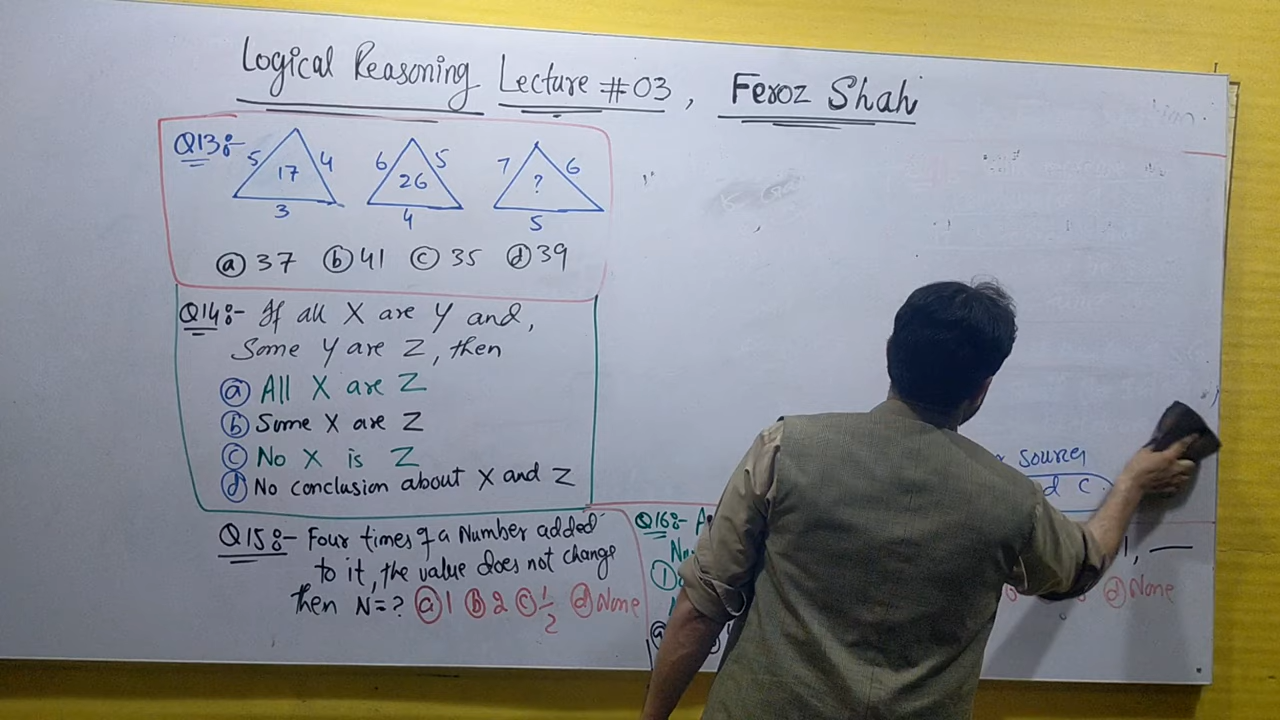 Logical Reasoning Lecture #03, Feroz Shah
Q13:-
5 17 4 3
6 26 5 4
7 ? 6 5
(a) 37 (b) 41 (c) 35 (d) 39
Q14:- If all X are Y and,
Some Y are Z, then
(a) All X are Z
(b) Some X are Z
(c) No X is Z
(d) No conclusion about X and Z
Q15:- Four times of a Number added
to it, the value does not change
then N=? (a) 1 (b) 2 (c) 1/2 (d) None
Q16:-
(1)
source
d c
1, __
(d) None